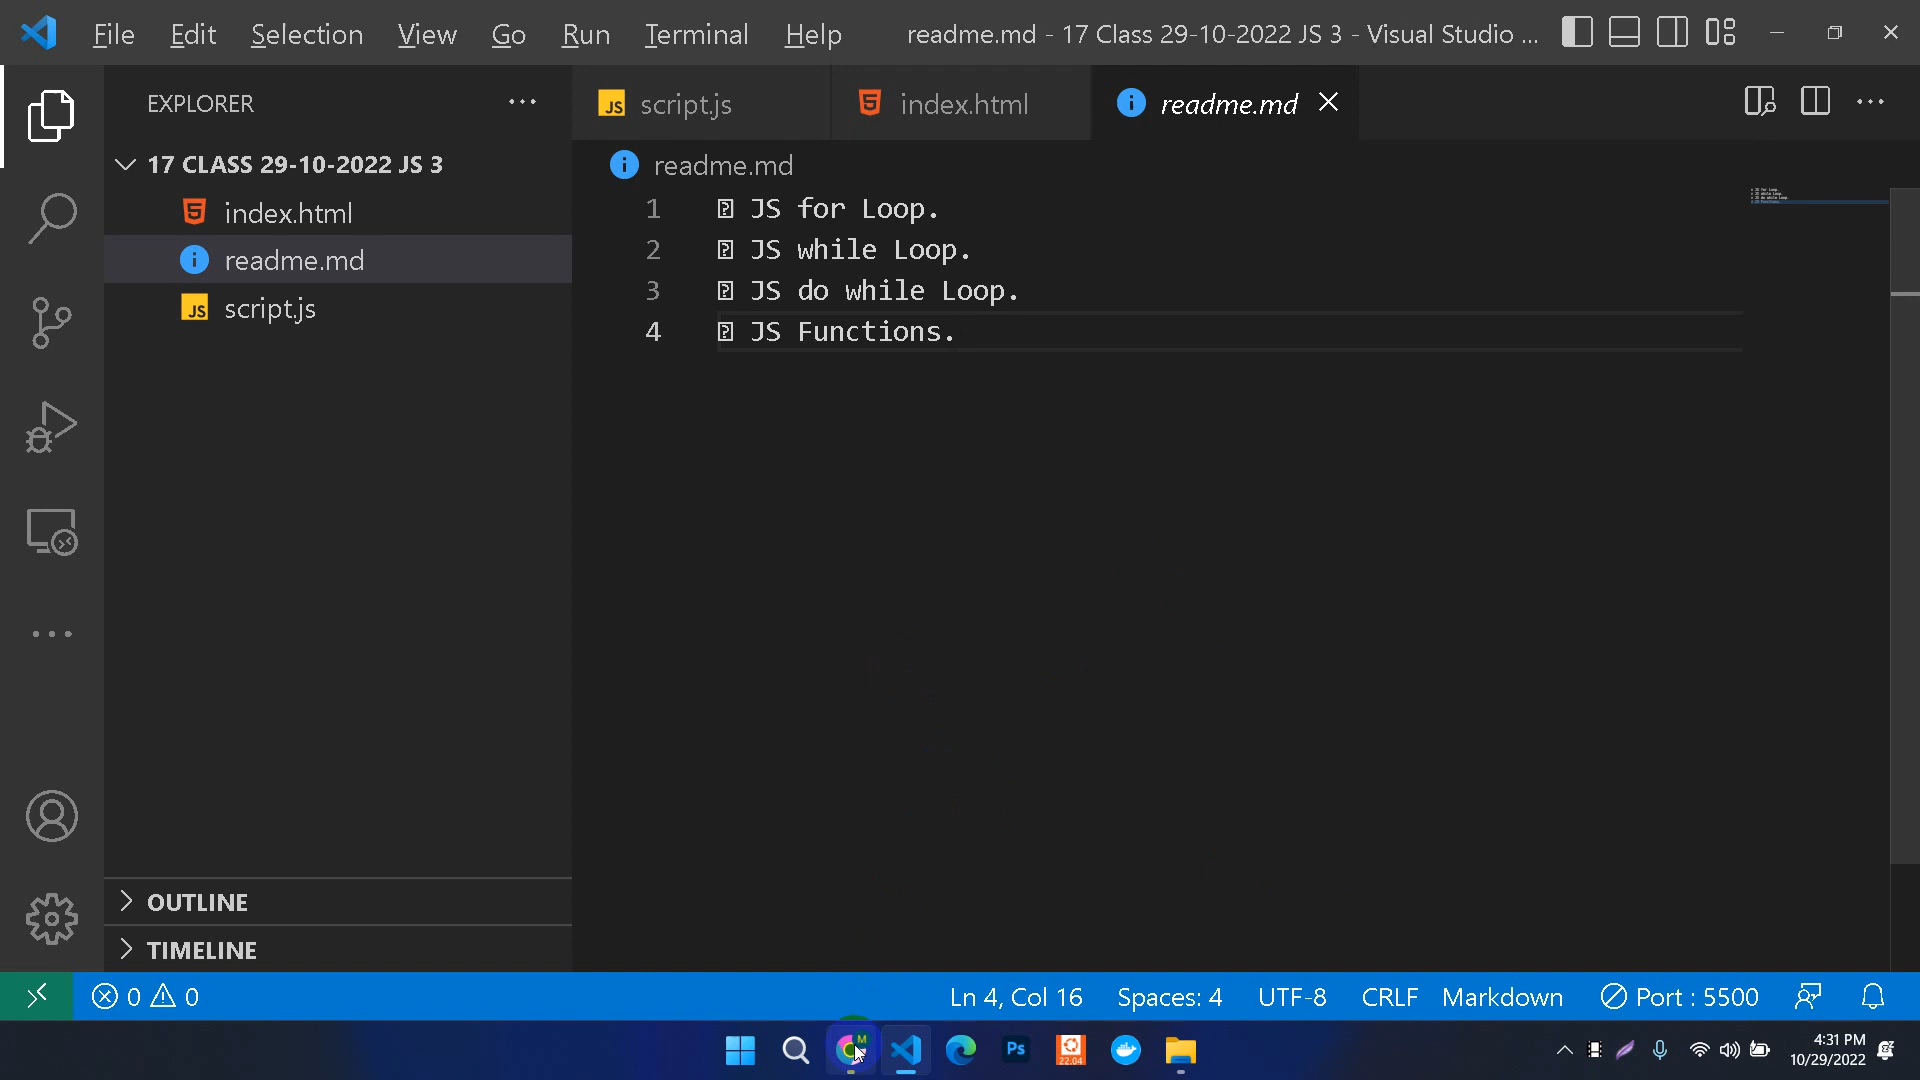 File Edit Selection View Go Run Terminal Help readme.md - 17 Class 29-10-2022 JS 3 - Visual Studio ...
EXPLORER
17 CLASS 29-10-2022 JS 3
index.html
readme.md
script.js
OUTLINE
TIMELINE
script.js index.html readme.md
readme.md
1 JS for Loop.
2 JS while Loop.
3 JS do while Loop.
4 JS Functions.
0 0 Ln 4, Col 16 Spaces: 4 UTF-8 CRLF Markdown Port : 5500
M Ps 22.04
4:31 PM
10/29/2022